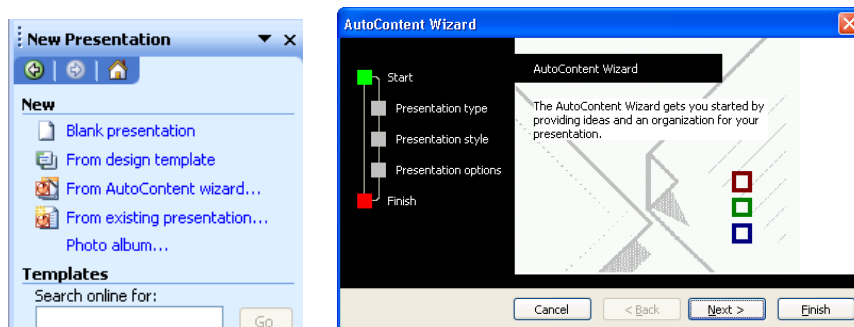 New Presentation
New
Blank presentation
From design template
From AutoContent wizard...
From existing presentation...
Photo album...
Templates
Search online for:
Go
AutoContent Wizard
Start
Presentation type
Presentation style
Presentation options
Finish
AutoContent Wizard
The AutoContent Wizard gets you started by
providing ideas and an organization for your
presentation.
Cancel
< Back
Next >
Finish